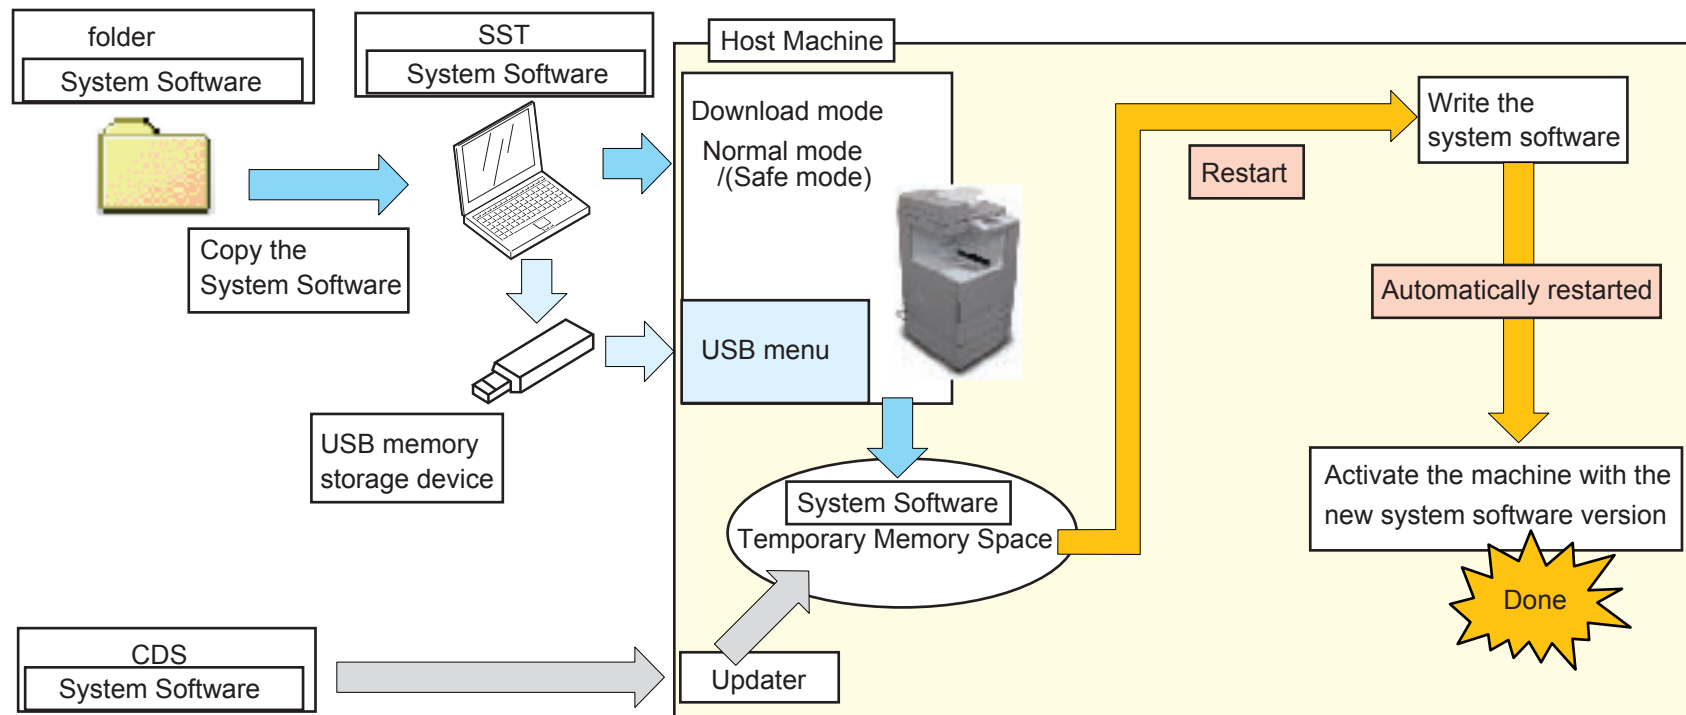 folder
System Software
SST
System Software
Host Machine
Download mode
Normal mode
/(Safe mode)
Write the
system software
Restart
Copy the
System Software
Automatically restarted
USB menu
USB memory
storage device
System Software
Temporary Memory Space
Activate the machine with the
new system software version
Done
CDS
System Software
Updater